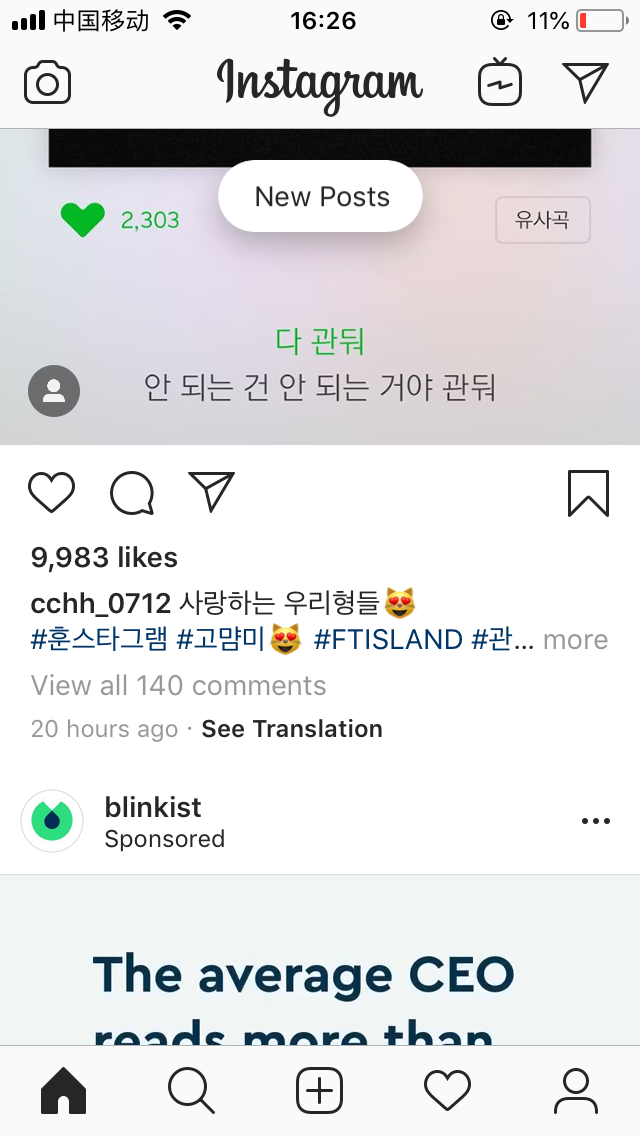 中国移动 16:26 11%
Instagram
New Posts
2,303 유사곡
다 관둬
안 되는 건 안 되는 거야 관둬
9,983 likes
cchh_0712 사랑하는 우리형들😻
#훈스타그램 #고먐미😻 #FTISLAND #관... more
View all 140 comments
20 hours ago · See Translation
blinkist
Sponsored
The average CEO
reads more than